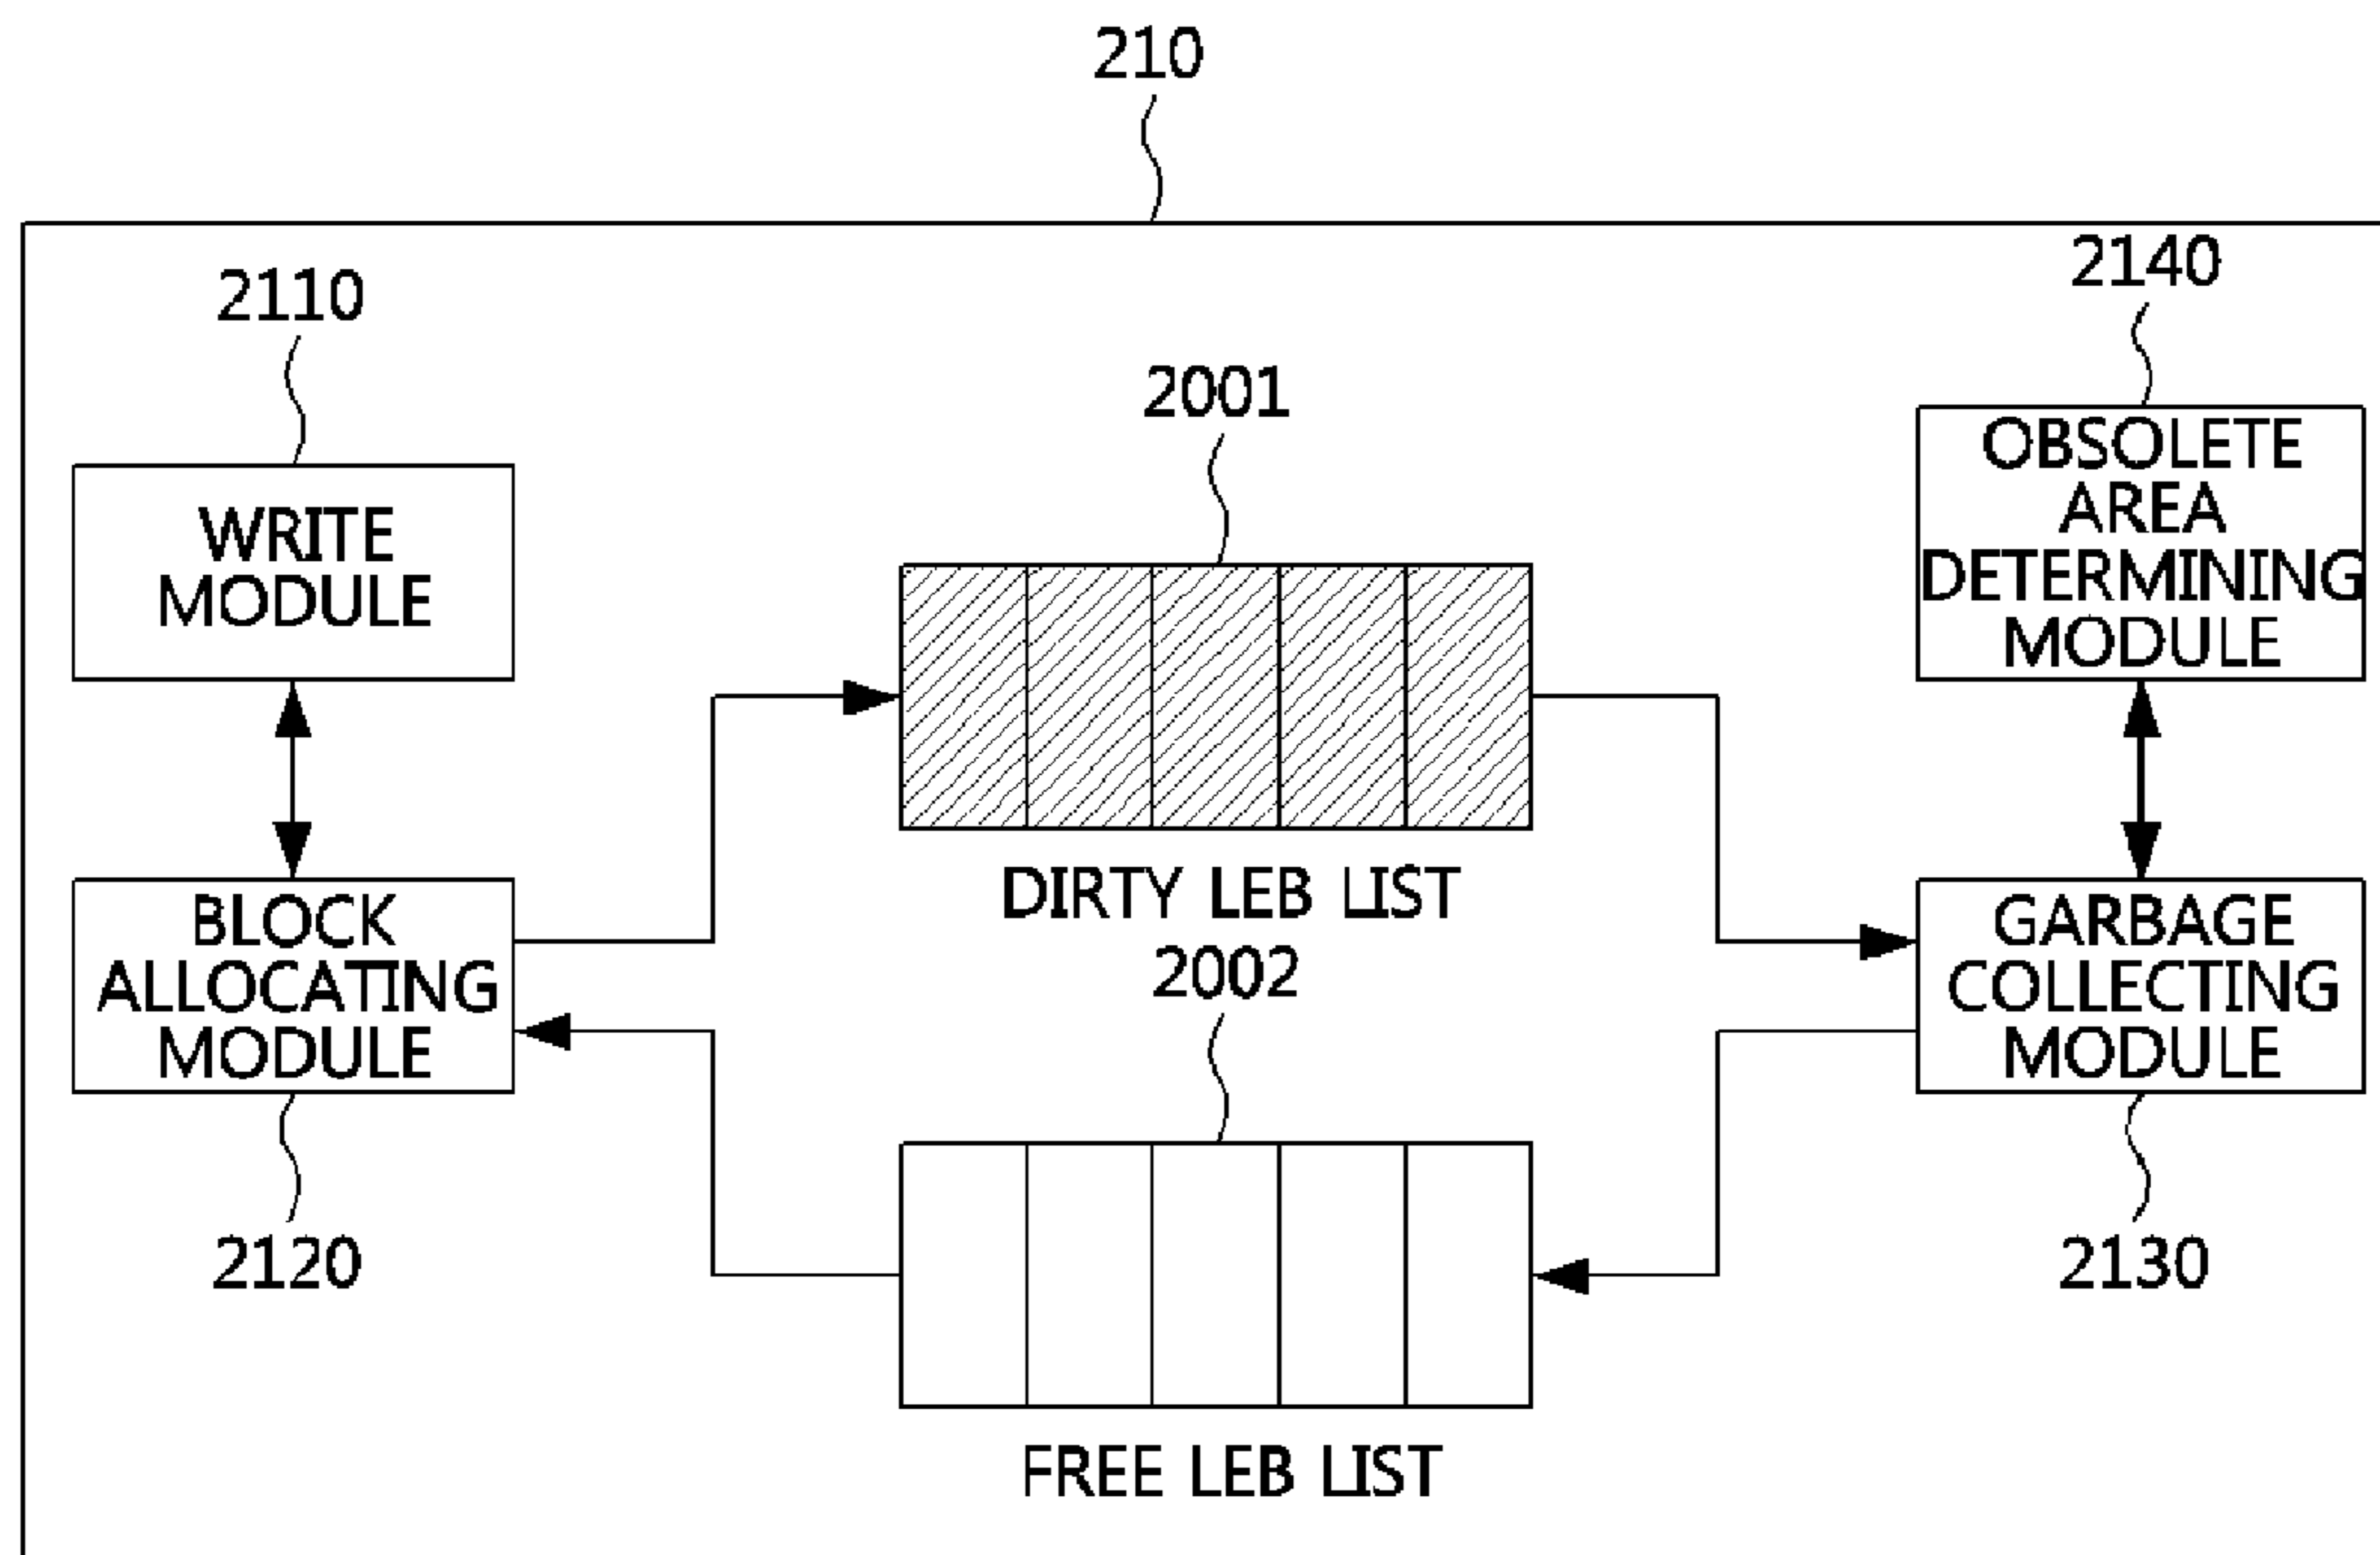 210
2110
2140
2001
WRITE
MODULE
OBSOLETE
AREA
DETERMINING
MODULE
DIRTY LEB LIST
BLOCK
ALLOCATING
MODULE
2002
GARBAGE
COLLECTING
MODULE
2120
2130
FREE LEB LIST